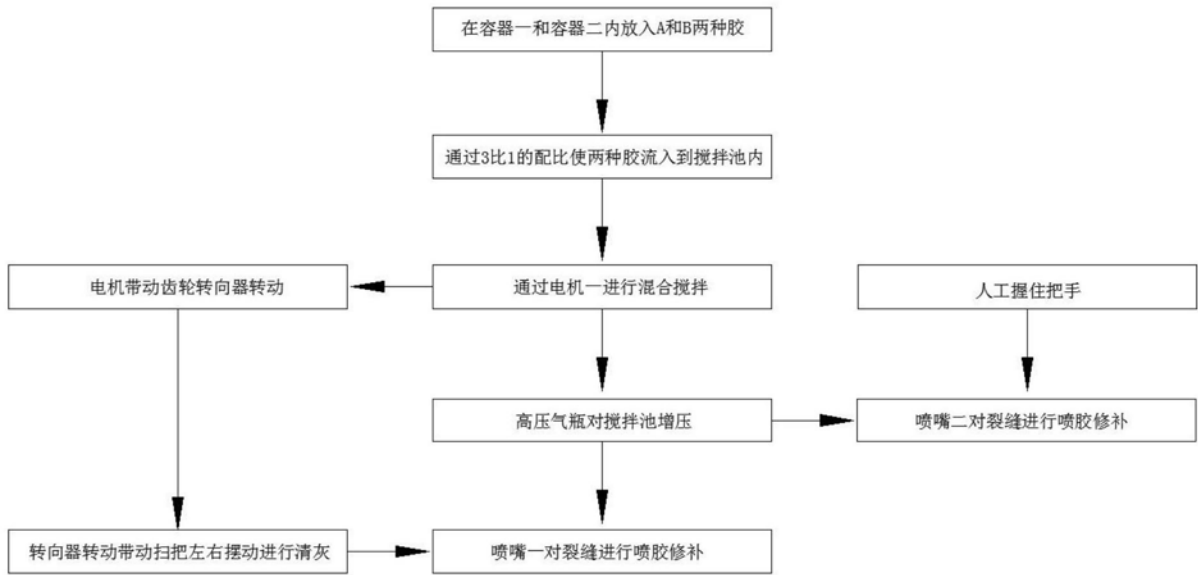 在容器一和容器二内放入A和B两种胶
通过3比1的配比使两种胶流入到搅拌池内
电机带动齿轮转向器转动
通过电机一进行混合搅拌
人工握住把手
高压气瓶对搅拌池增压
喷嘴二对裂缝进行喷胶修补
转向器转动带动扫把左右摆动进行清灰
喷嘴一对裂缝进行喷胶修补